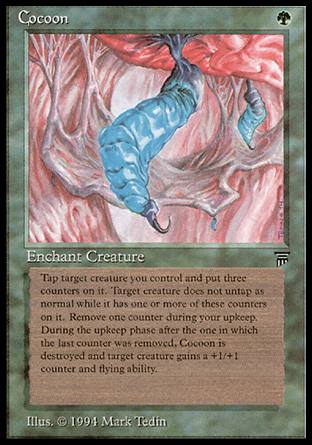 Cocoon
Enchant Creature
Tap target creature you control and put three
counters on it. Target creature does not untap as
normal while it has one or more of these counters
on it. Remove one counter during your upkeep.
During the upkeep phase after the one in which
the last counter was removed, Cocoon is
destroyed and target creature gains a +1/+1
counter and flying ability.
Illus. © 1994 Mark Tedin